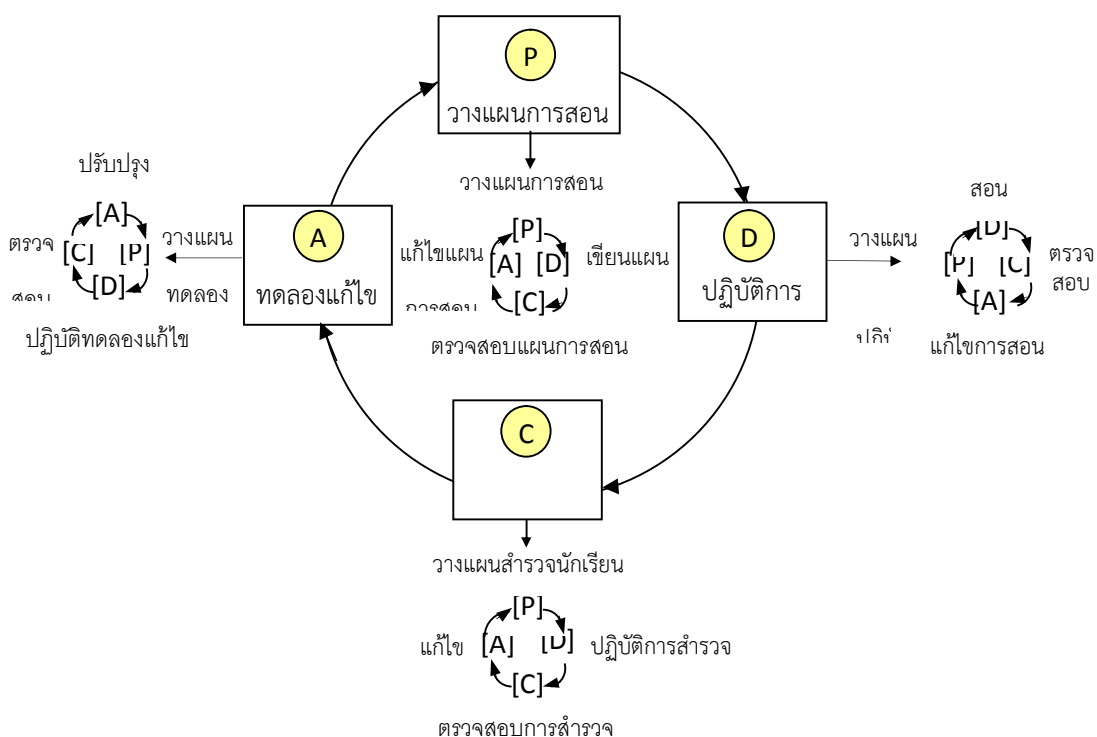 P
วางแผนการสอน
วางแผนการสอน
[P]
แก้ไขแผน
[A] [D]
เขียนแผน
[C]
ตรวจสอบแผนการสอน
ปรับปรุง
[A]
ตรวจ
[C] [P]
วางแผน
[D]
ทดลอง
ปฏิบัติทดลองแก้ไข
A
ทดลองแก้ไข
D
ปฏิบัติการ
วางแผน
สอน
[D]
[P] [C]
ตรวจ
สอบ
[A]
แก้ไขการสอน
C
วางแผนสำรวจนักเรียน
[P]
แก้ไข
[A] [D]
ปฏิบัติการสำรวจ
[C]
ตรวจสอบการสำรวจ